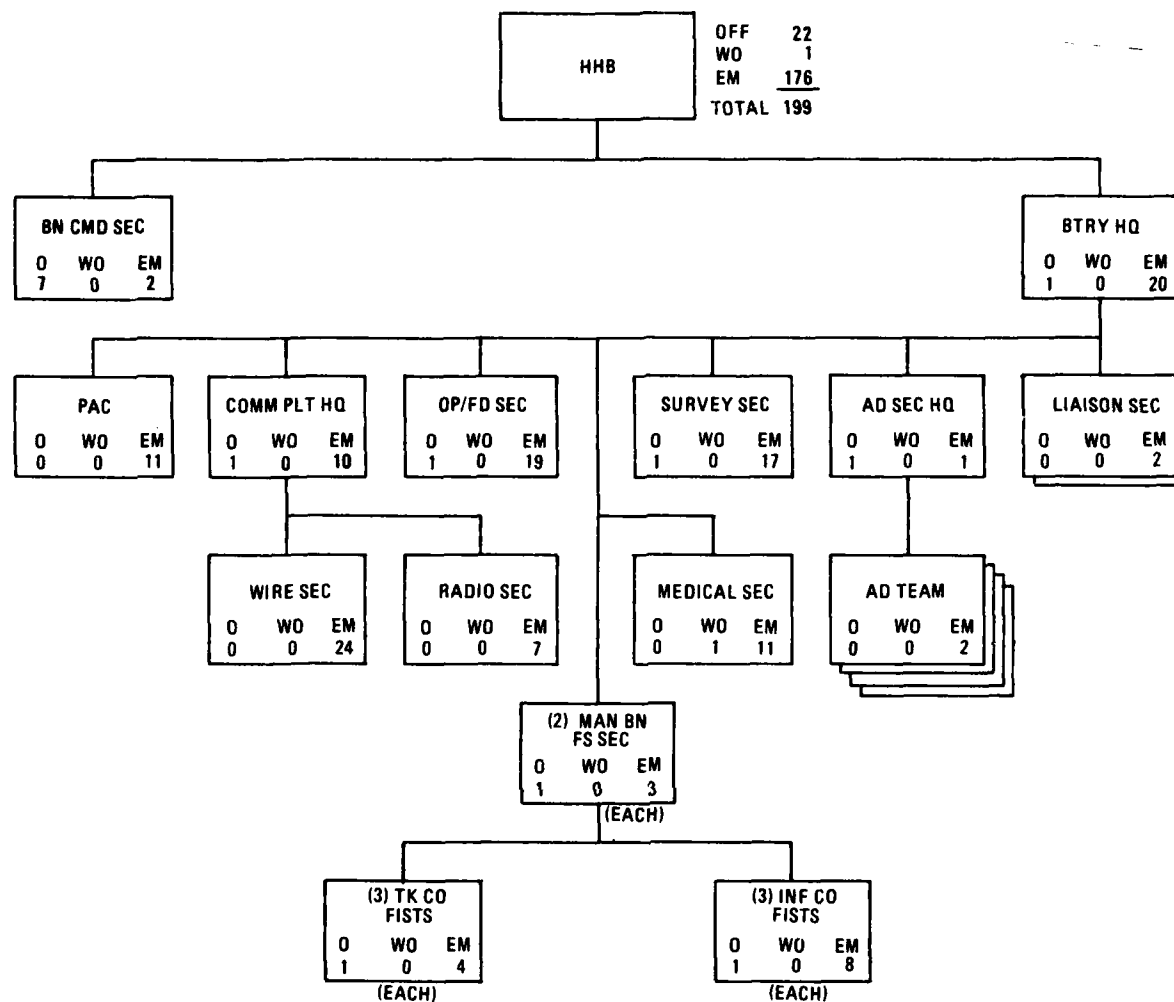 HHB
OFF 22
WO 1
EM 176
TOTAL 199
BN CMD SEC
O WO EM
7 0 2
BTRY HQ
O WO EM
1 0 20
PAC
O WO EM
0 0 11
COMM PLT HQ
O WO EM
1 0 10
OP/FD SEC
O WO EM
1 0 19
SURVEY SEC
O WO EM
1 0 17
AD SEC HQ
O WO EM
1 0 1
LIAISON SEC
O WO EM
0 0 2
WIRE SEC
O WO EM
0 0 24
RADIO SEC
O WO EM
0 0 7
MEDICAL SEC
O WO EM
0 1 11
AD TEAM
O WO EM
0 0 2
(2) MAN BN
FS SEC
O WO EM
1 0 3
(EACH)
(3) TK CO
FISTS
O WO EM
1 0 4
(EACH)
(3) INF CO
FISTS
O WO EM
1 0 8
(EACH)